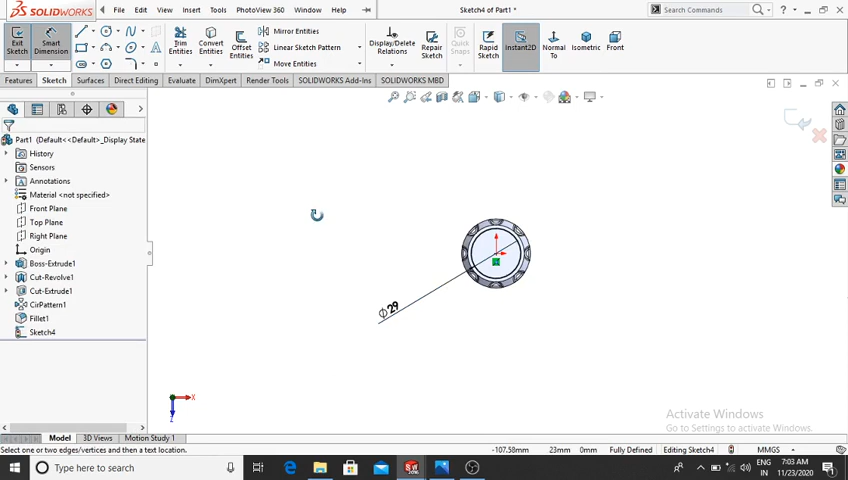 SOLIDWORKS File Edit View Insert Tools PhotoView 360 Window Help Sketch4 of Part1 * Search Commands ?
Exit Sketch Smart Dimension Trim Entities Convert Entities Offset Entities Mirror Entities Linear Sketch Pattern Move Entities Display/Delete Relations Repair Sketch Quick Snaps Rapid Sketch Instant2D Normal To Isometric Front
Features Sketch Surfaces Direct Editing Evaluate DimXpert Render Tools SOLIDWORKS Add-Ins SOLIDWORKS MBD
Part1 (Default<<Default>_Display State
History
Sensors
Annotations
Material <not specified>
Front Plane
Top Plane
Right Plane
Origin
Boss-Extrude1
Cut-Revolve1
Cut-Extrude1
CirPattern1
Fillet1
Sketch4
Φ29
X
Z
Activate Windows
Go to Settings to activate Windows.
Model 3D Views Motion Study 1
Select one or two edges/vertices and then a text location. -107.58mm 23mm 0mm Fully Defined Editing Sketch4 MMGS
Type here to search
ENG 7:03 AM
IN 11/23/2020